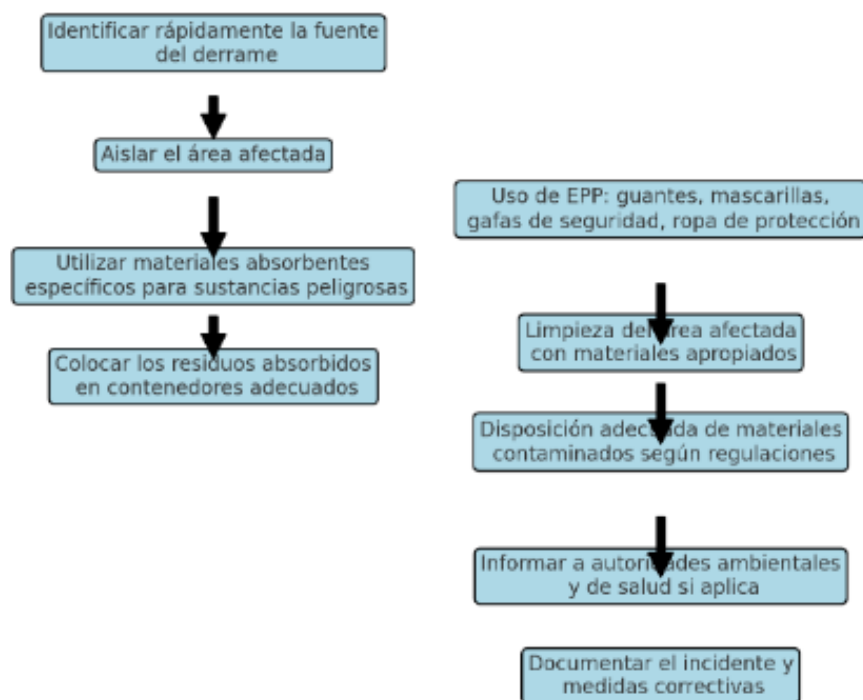 Identificar rápidamente la fuente
del derrame
Aislar el área afectada
Utilizar materiales absorbentes
específicos para sustancias peligrosas
Colocar los residuos absorbidos
en contenedores adecuados
Uso de EPP: guantes, mascarillas,
gafas de seguridad, ropa de protección
Limpieza del área afectada
con materiales apropiados
Disposición adecuada de materiales
contaminados según regulaciones
Informar a autoridades ambientales
y de salud si aplica
Documentar el incidente y
medidas correctivas